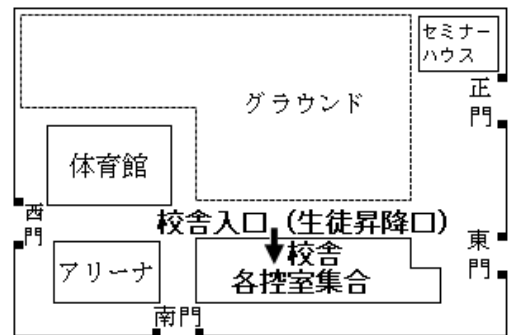 セミナー
ハウス
正門
グラウンド
体育館
西門
校舎入口（生徒昇降口）
校舎
各控室集合
東門
アリーナ
南門